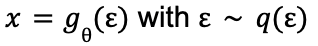 x = g_θ(ε) with ε ~ q(ε)